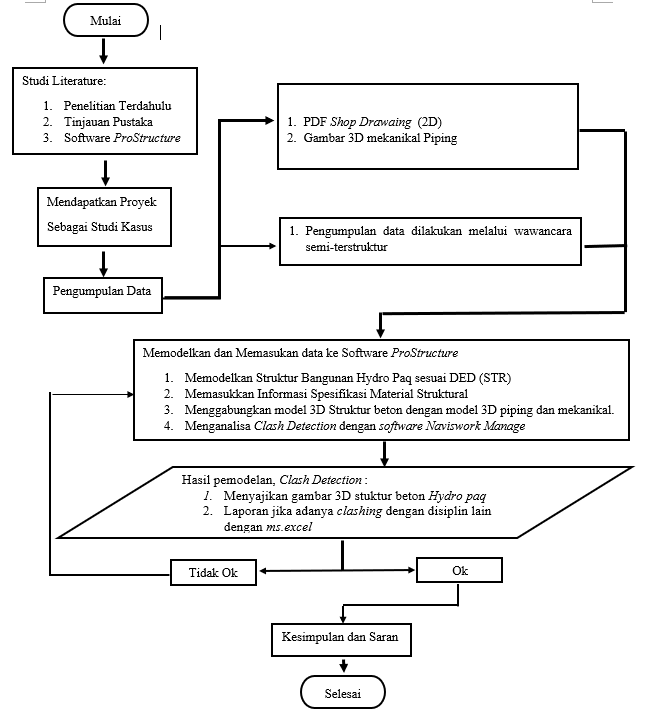 Mulai
Studi Literature:
1. Penelitian Terdahulu
2. Tinjauan Pustaka
3. Software ProStructure
Mendapatkan Proyek
Sebagai Studi Kasus
Pengumpulan Data
1. PDF Shop Drawaing (2D)
2. Gambar 3D mekanikal Piping
1. Pengumpulan data dilakukan melalui wawancara
semi-terstruktur
Memodelkan dan Memasukan data ke Software ProStructure
1. Memodelkan Struktur Bangunan Hydro Paq sesuai DED (STR)
2. Memasukkan Informasi Spesifikasi Material Struktural
3. Menggabungkan model 3D Struktur beton dengan model 3D piping dan mekanikal.
4. Menganalisa Clash Detection dengan software Naviswork Manage
Hasil pemodelan, Clash Detection :
1. Menyajikan gambar 3D stuktur beton Hydro paq
2. Laporan jika adanya clashing dengan disiplin lain
dengan ms.excel
Tidak Ok
Ok
Kesimpulan dan Saran
Selesai